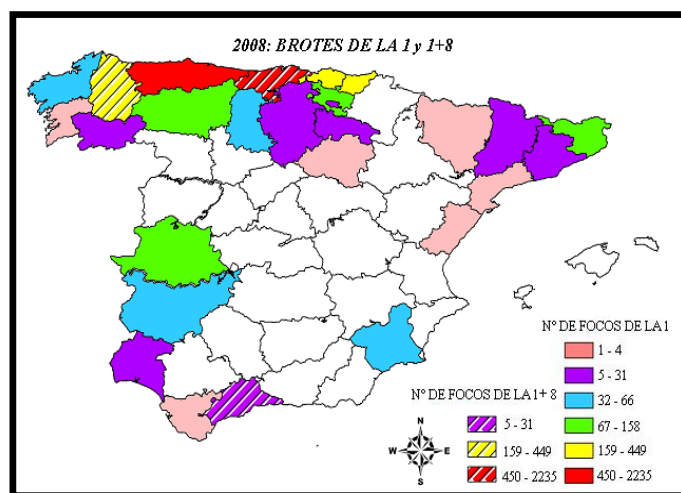 2008: BROTES DE LA 1 y 1+8
Nº DE FOCOS DE LA 1
1 - 4
5 - 31
32 - 66
67 - 158
159 - 449
450 - 2235
Nº DE FOCOS DE LA 1+ 8
5 - 31
159 - 449
450 - 2235
N
W
E
S